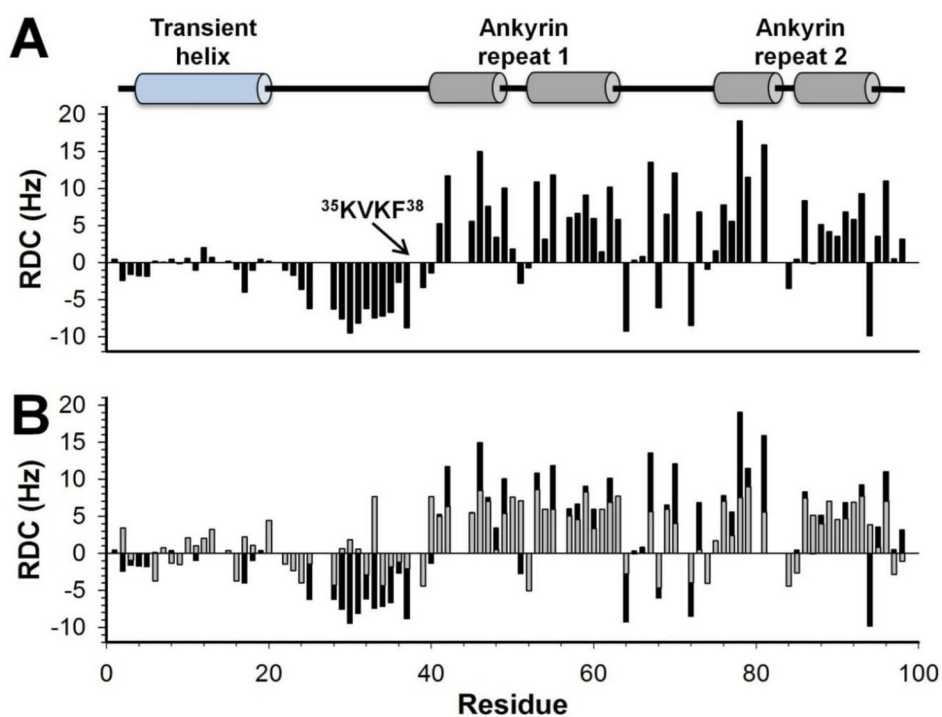 A
Transient
helix
Ankyrin
repeat 1
Ankyrin
repeat 2
20
15
10
5
0
-5
-10
RDC (Hz)
³⁵KVKF³⁸
B
20
15
10
5
0
-5
-10
RDC (Hz)
0 20 40 60 80 100
Residue